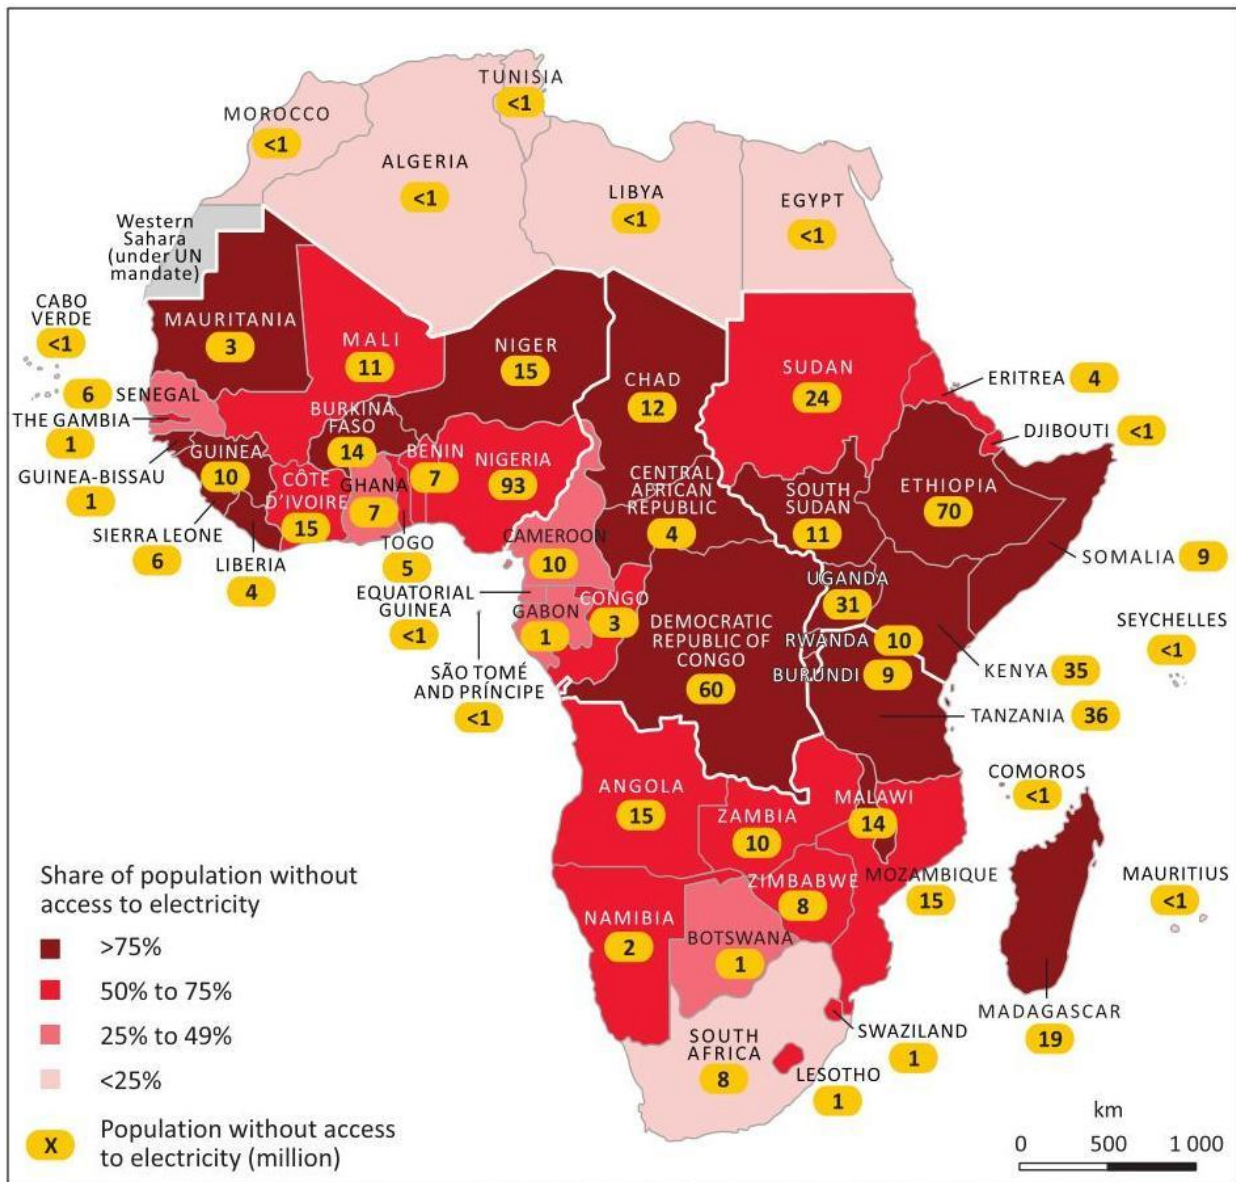 TUNISIA
<1
MOROCCO
<1
ALGERIA
<1
LIBYA
<1
EGYPT
<1
Western
Sahara
(under UN
mandate)
CABO
VERDE
<1
MAURITANIA
3
MALI
11
NIGER
15
CHAD
12
SUDAN
24
ERITREA 4
6 SENEGAL
THE GAMBIA
1
BURKINA
FASO
14
DJIBOUTI <1
GUINEA
10
BENIN
7
NIGERIA
93
GUINEA-BISSAU
1
CÔTE
D'IVOIRE
15
GHANA
7
CENTRAL
AFRICAN
REPUBLIC
4
SOUTH
SUDAN
11
ETHIOPIA
70
SIERRA LEONE
6
LIBERIA
4
TOGO
5
CAMEROON
10
SOMALIA 9
EQUATORIAL
GUINEA
<1
GABON
1
CONGO
3
UGANDA
31
DEMOCRATIC
REPUBLIC OF
CONGO
60
RWANDA 10
BURUNDI 9
SEYCHELLES
<1
KENYA 35
SÃO TOMÉ
AND PRÍNCIPE
<1
TANZANIA 36
COMOROS
<1
ANGOLA
15
ZAMBIA
10
MALAWI
14
MOZAMBIQUE
15
MAURITIUS
<1
ZIMBABWE
8
NAMIBIA
2
BOTSWANA
1
MADAGASCAR
19
SOUTH
AFRICA
8
SWAZILAND
1
LESOTHO
1
Share of population without
access to electricity
>75%
50% to 75%
25% to 49%
<25%
X Population without access
to electricity (million)
km
0 500 1 000